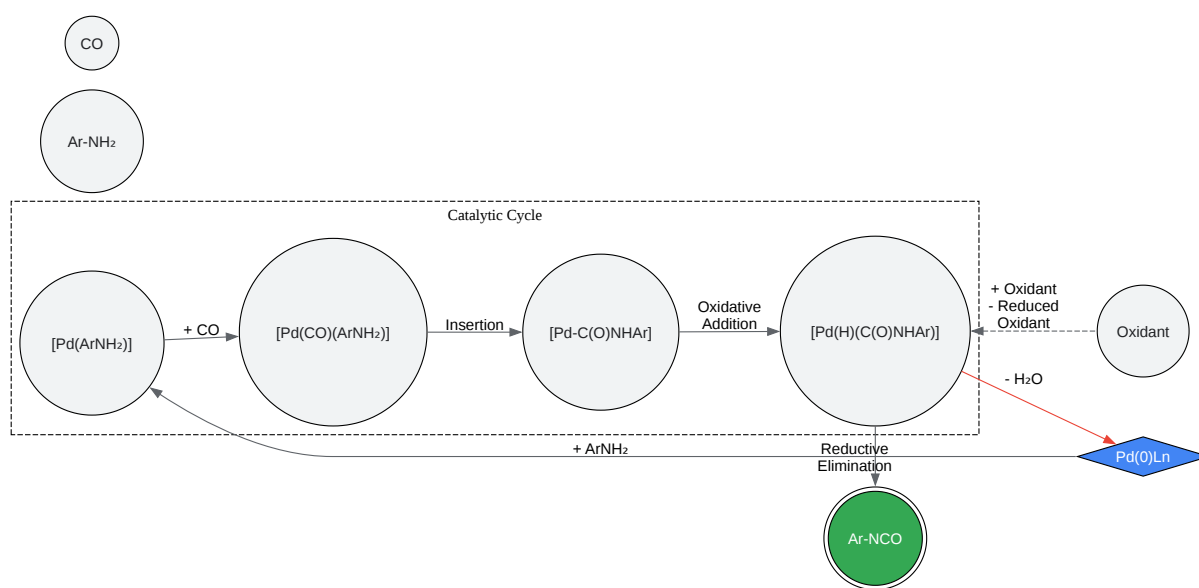 CO
Ar-NH₂
Catalytic Cycle
[Pd(ArNH₂)]
+ CO
[Pd(CO)(ArNH₂)]
Insertion
[Pd-C(O)NHAr]
Oxidative
Addition
[Pd(H)(C(O)NHAr)]
+ Oxidant
- Reduced
Oxidant
Oxidant
- H₂O
+ ArNH₂
Reductive
Elimination
Pd(0)Ln
Ar-NCO